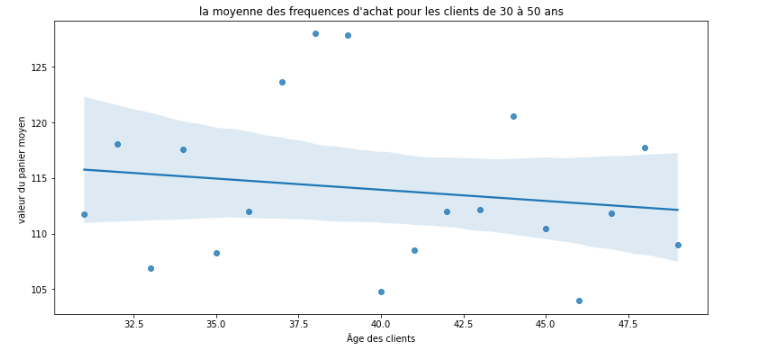 la moyenne des frequences d'achat pour les clients de 30 à 50 ans
125
120
115
110
105
valeur du panier moyen
32.5 35.0 37.5 40.0 42.5 45.0 47.5
Âge des clients